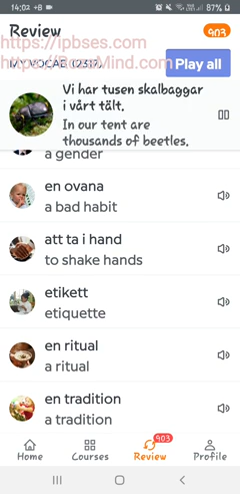 14:02
87%
Review
903
https://ipbses.com
MY VOCAB (2317)
Play all
Vi har tusen skalbaggar
i vårt tält.
In our tent are
thousands of beetles.
a gender
en ovana
a bad habit
att ta i hand
to shake hands
etikett
etiquette
en ritual
a ritual
en tradition
a tradition
903
Home
Courses
Review
Profile